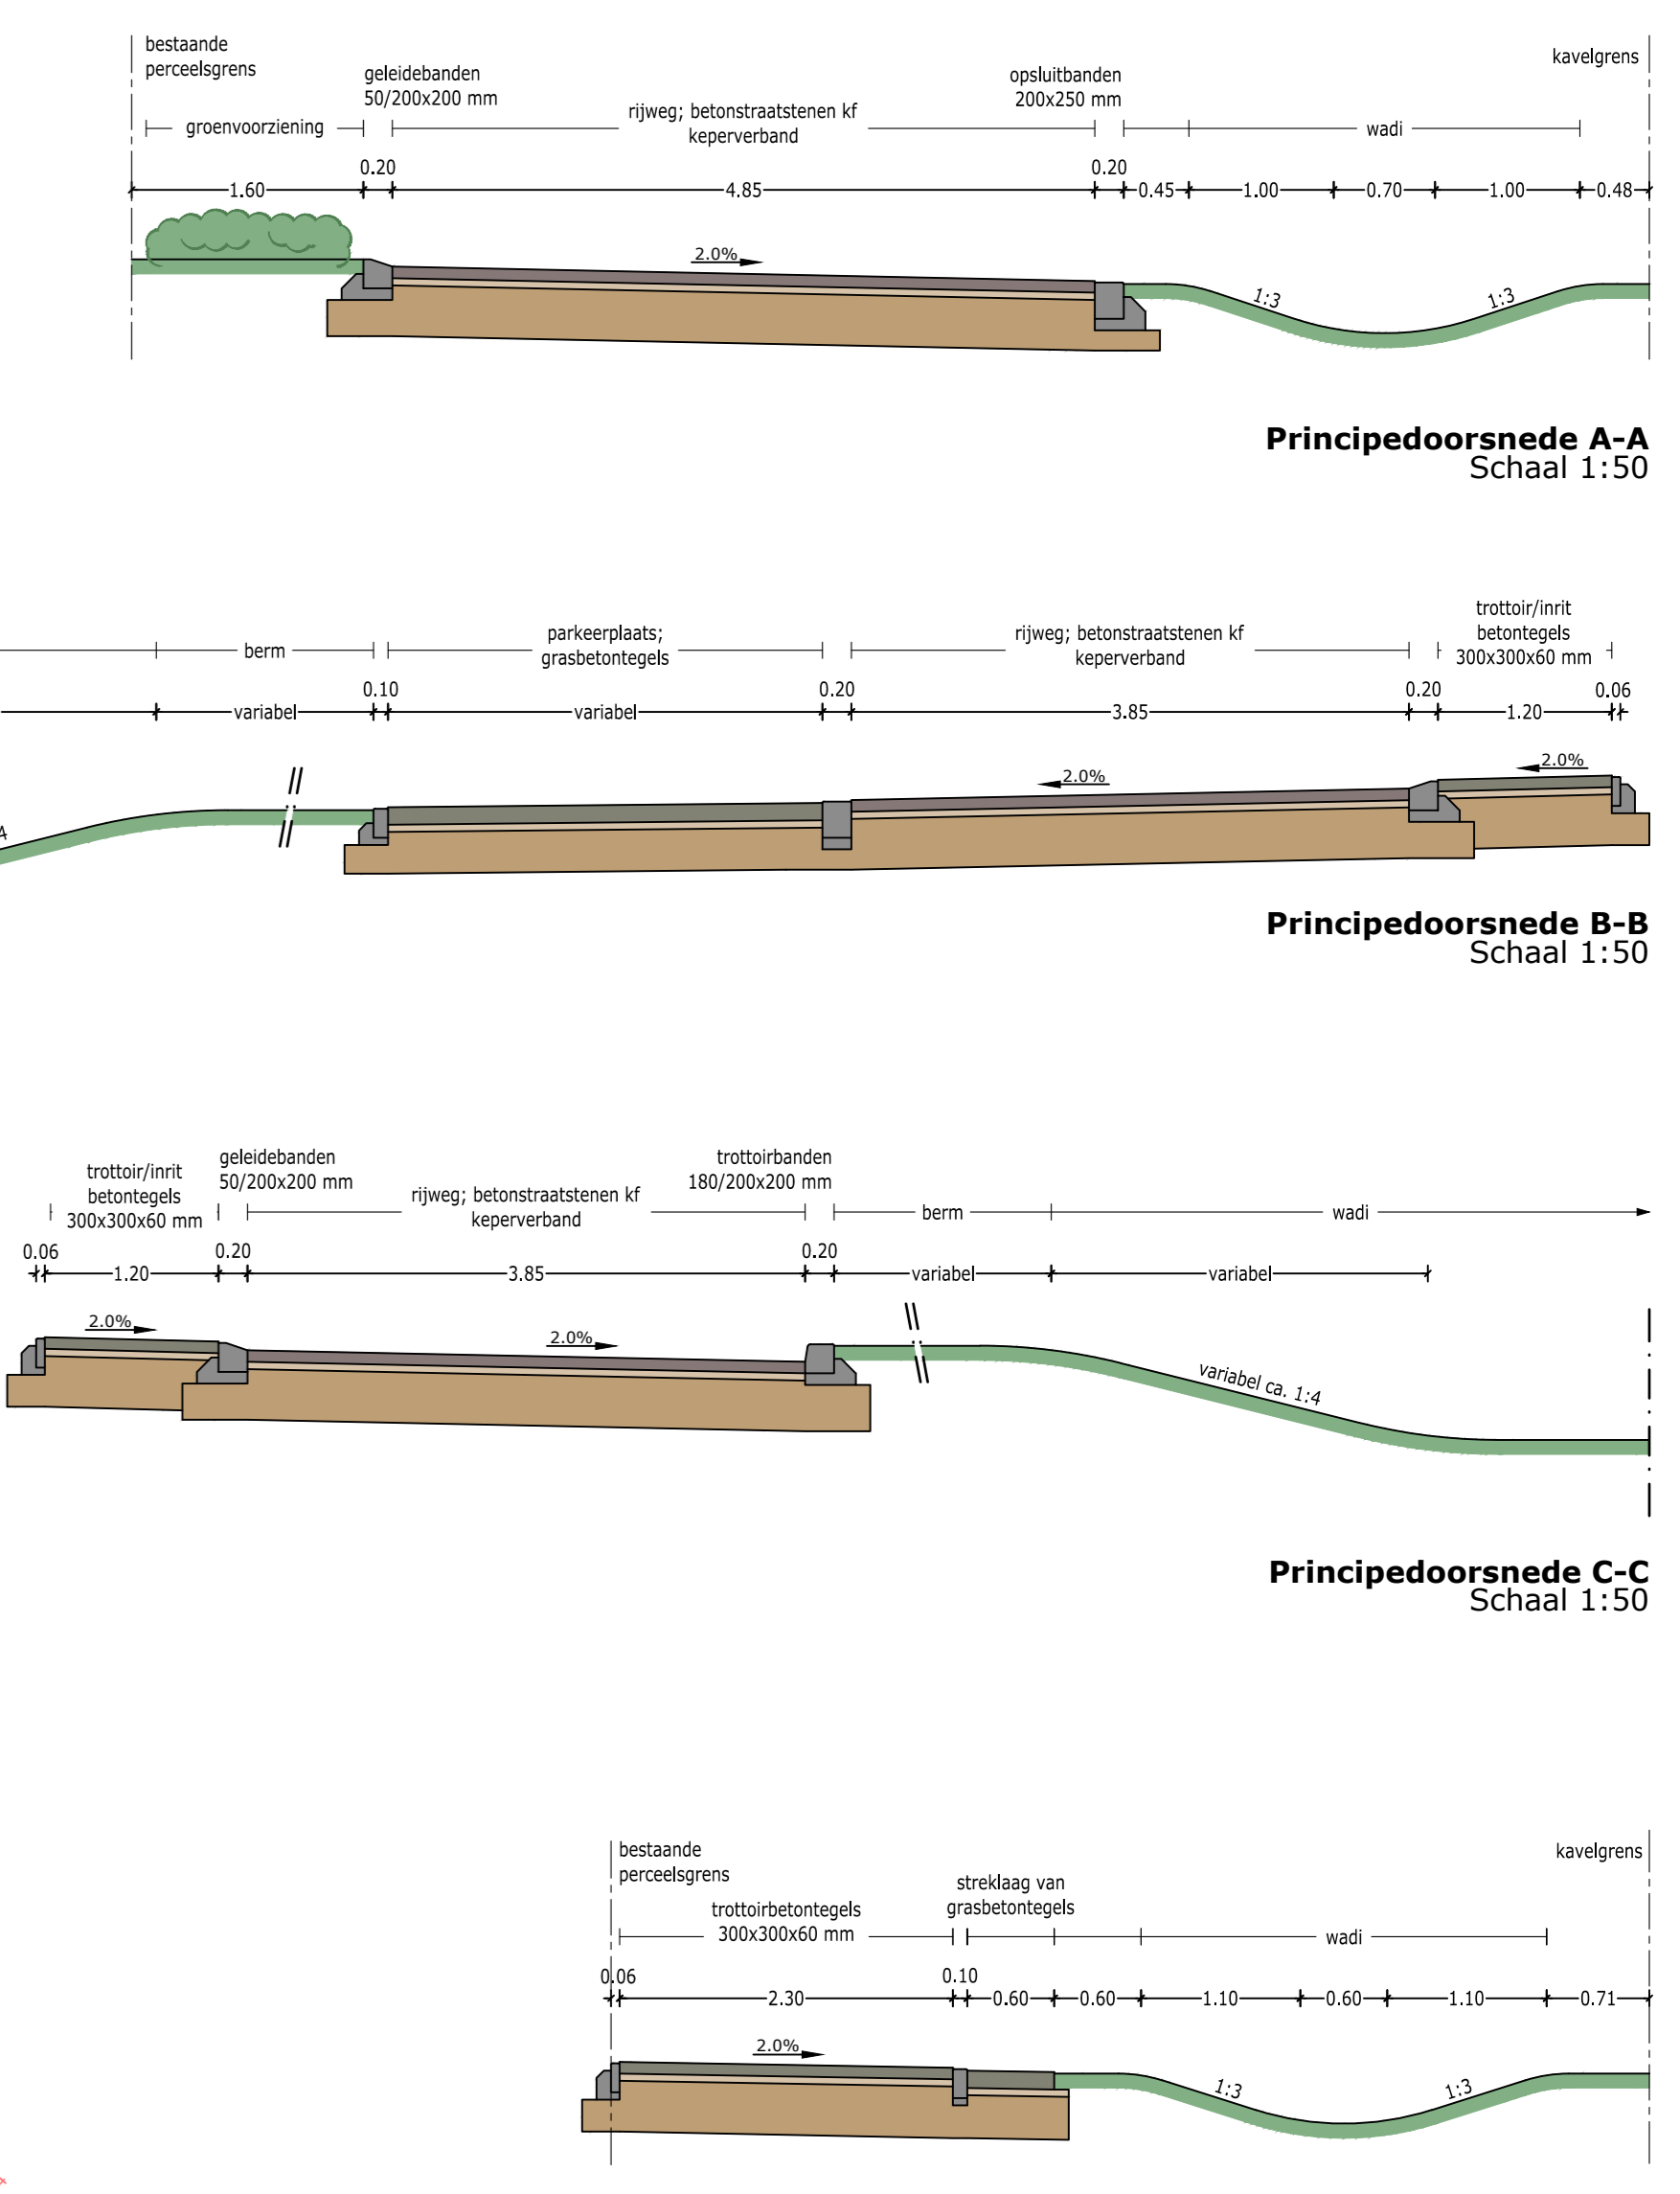 bestaande
perceelsgrens
kavelgrens
geleidebanden
50/200x200 mm
opsluitbanden
200x250 mm
groenvoorziening
rijweg; betonstraatstenen kf
keperverband
wadi
0.20
0.20
1.60
4.85
0.45
1.00
0.70
1.00
0.48
2.0%
1:3
1:3
Principedoorsnede A-A
Schaal 1:50
berm
parkeerplaats;
grasbetontegels
rijweg; betonstraatstenen kf
keperverband
trottoir/inrit
betontegels
300x300x60 mm
0.10
0.20
0.20
0.06
variabel
variabel
3.85
1.20
2.0%
2.0%
4
Principedoorsnede B-B
Schaal 1:50
trottoir/inrit
betontegels
300x300x60 mm
geleidebanden
50/200x200 mm
rijweg; betonstraatstenen kf
keperverband
trottoirbanden
180/200x200 mm
berm
wadi
0.06
0.20
0.20
1.20
3.85
variabel
variabel
2.0%
2.0%
variabel ca. 1:4
Principedoorsnede C-C
Schaal 1:50
bestaande
perceelsgrens
kavelgrens
trottoirbetontegels
300x300x60 mm
streklaag van
grasbetontegels
wadi
0.06
0.10
2.30
0.60
0.60
1.10
0.60
1.10
0.71
2.0%
1:3
1:3